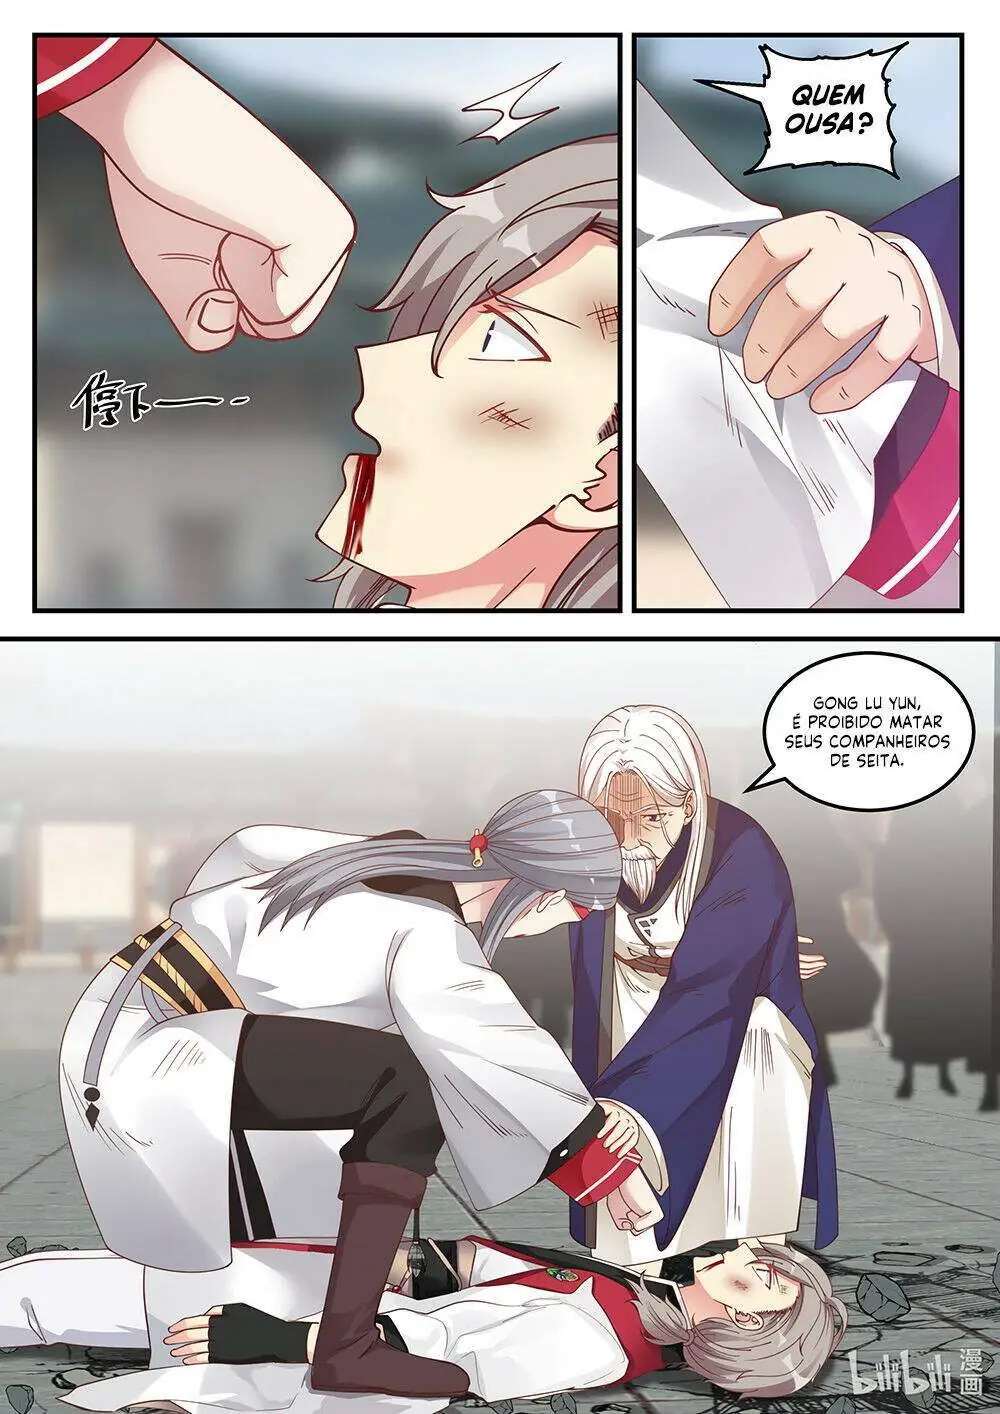 停下——
QUEM
OUSA?
GONG LU YUN,
É PROIBIDO MATAR
SEUS COMPANHEIROS
DE SEITA.
bilibili 漫画